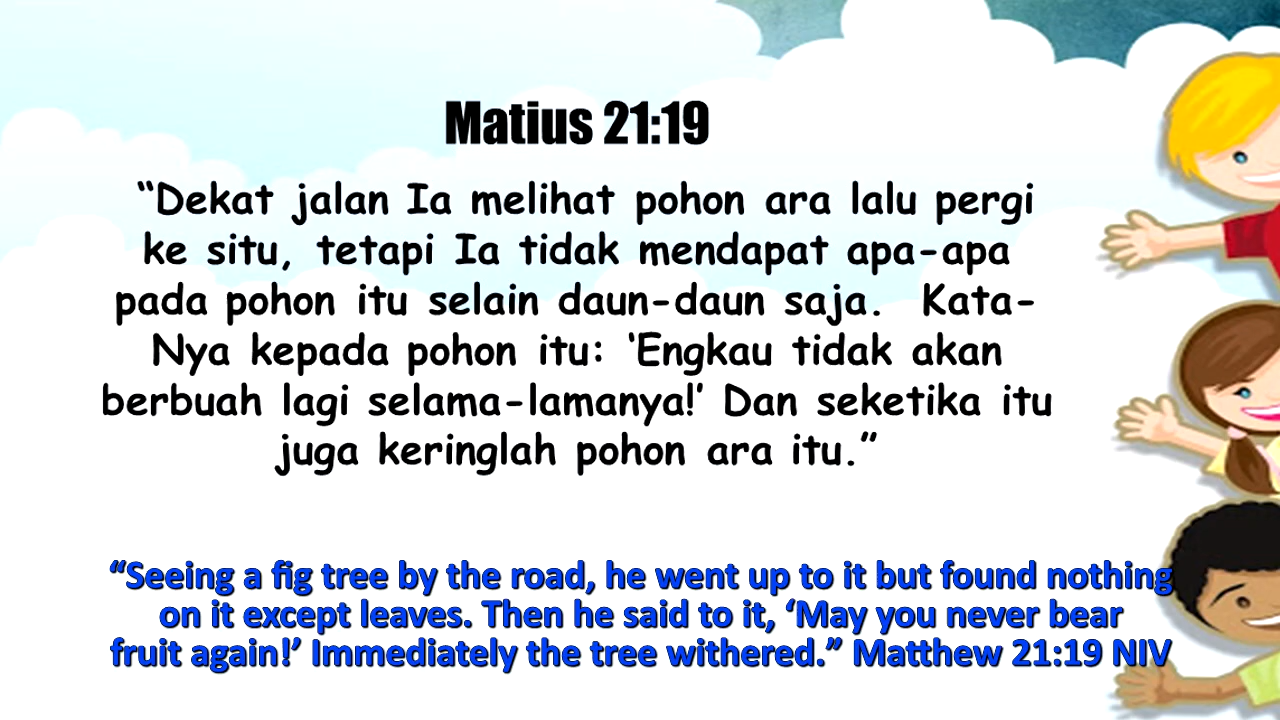 Matius 21:19
“Dekat jalan Ia melihat pohon ara lalu pergi
ke situ, tetapi Ia tidak mendapat apa-apa
pada pohon itu selain daun-daun saja. Kata-
Nya kepada pohon itu: ‘Engkau tidak akan
berbuah lagi selama-lamanya!’ Dan seketika itu
juga keringlah pohon ara itu.”
“Seeing a fig tree by the road, he went up to it but found nothing
on it except leaves. Then he said to it, ‘May you never bear
fruit again!’ Immediately the tree withered.” Matthew 21:19 NIV